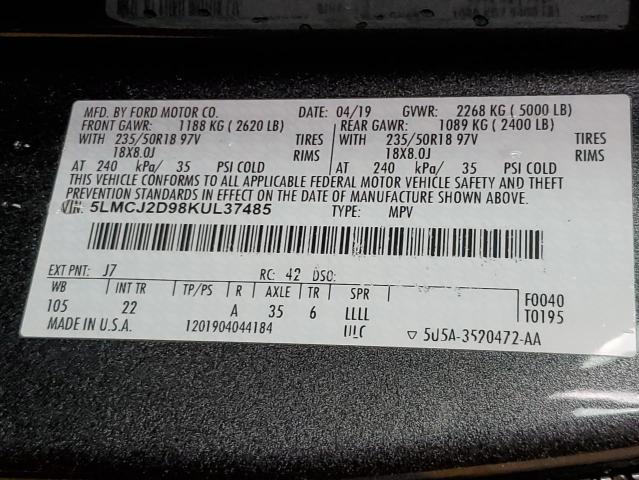 MFD. BY FORD MOTOR CO. DATE: 04/19 GVWR: 2268 KG ( 5000 LB)
FRONT GAWR: 1188 KG ( 2620 LB) REAR GAWR: 1089 KG ( 2400 LB)
WITH 235/50R18 97V TIRES WITH 235/50R18 97V TIRES
18X8.0J RIMS 18X8.0J RIMS
AT 240 kPa/ 35 PSI COLD AT 240 kPa/ 35 PSI COLD
THIS VEHICLE CONFORMS TO ALL APPLICABLE FEDERAL MOTOR VEHICLE SAFETY AND THEFT
PREVENTION STANDARDS IN EFFECT ON THE DATE OF MANUFACTURE SHOWN ABOVE.
VIN: 5LMCJ2D98KUL37485 TYPE: MPV
EXT PNT: J7 RC: 42 DSO:
WB INT TR TP/PS R AXLE TR SPR F0040
105 22 A 35 6 LLLL T0195
MADE IN U.S.A. 1201904044184 ▽ 5U5A-3520472-AA